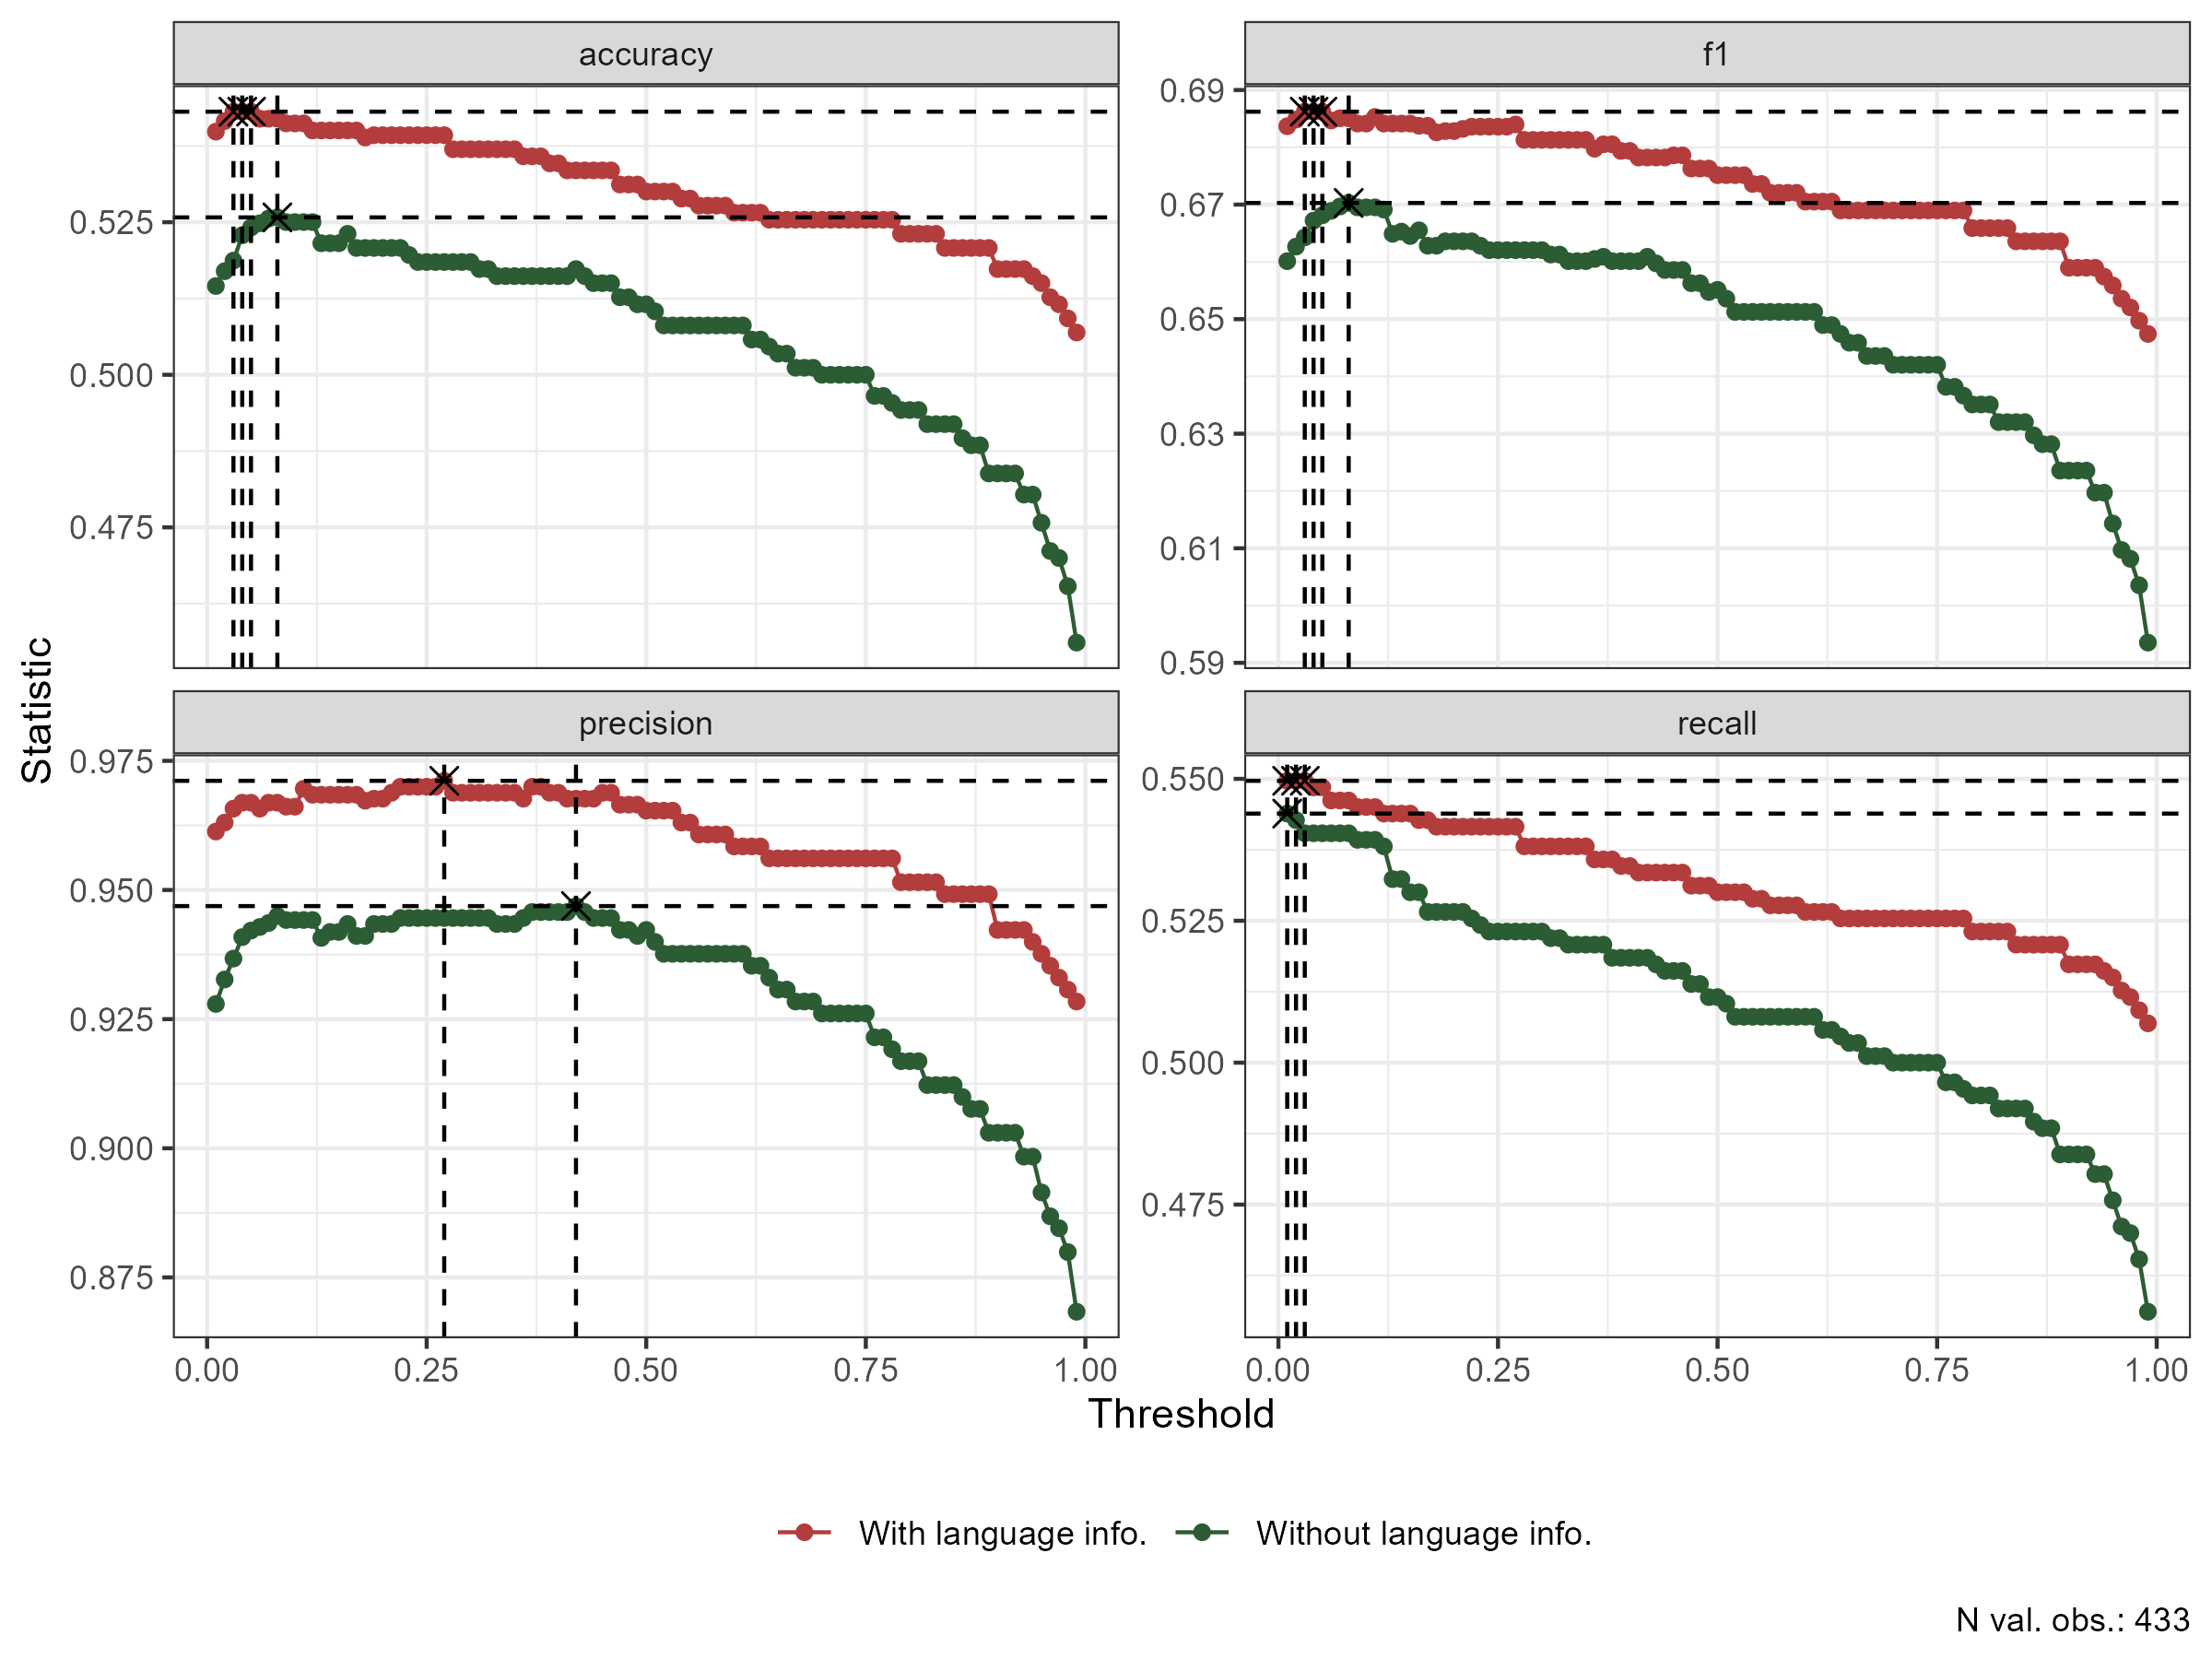 accuracy
f1
0.525
0.500
0.475
0.69
0.67
0.65
0.63
0.61
0.59
precision
recall
0.975
0.950
0.925
0.900
0.875
0.550
0.525
0.500
0.475
0.00 0.25 0.50 0.75 1.00
0.00 0.25 0.50 0.75 1.00
Statistic
Threshold
With language info. Without language info.
N val. obs.: 433